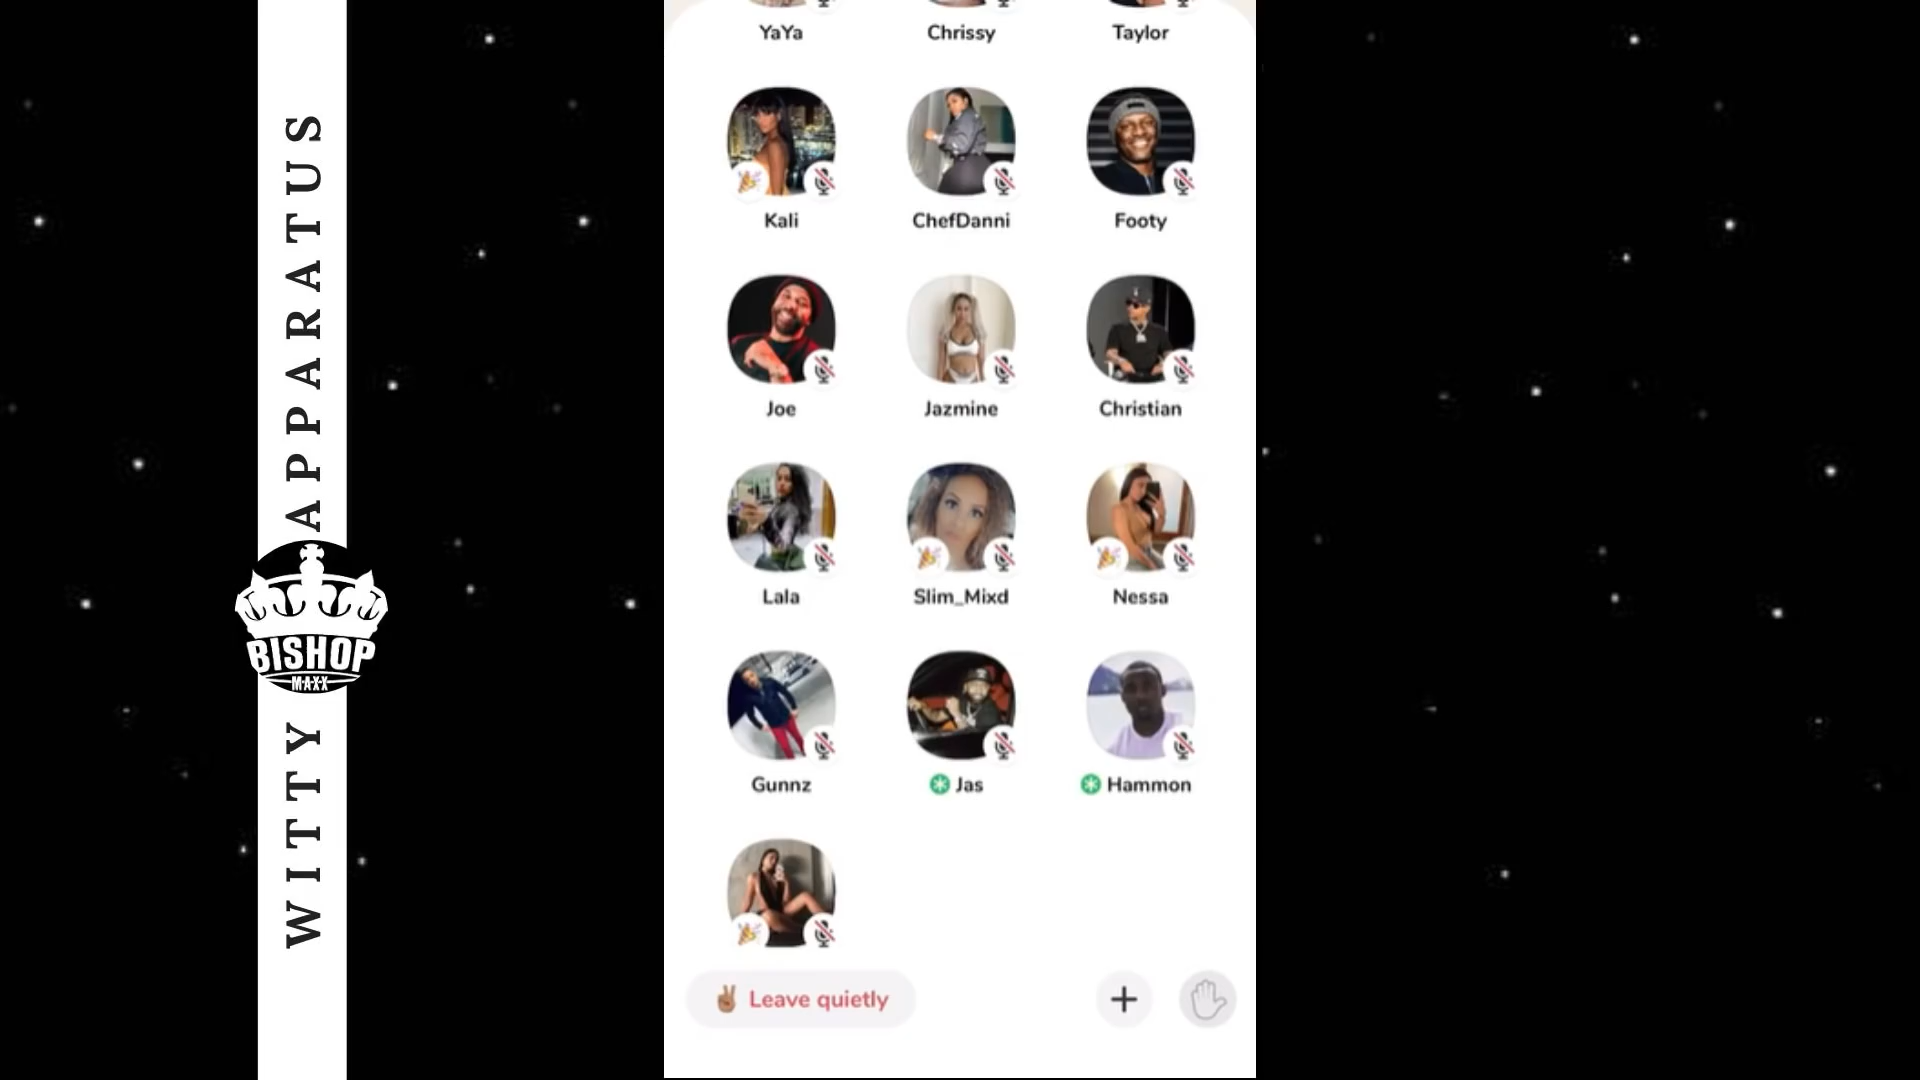 WITTY APPARATUS
BISHOP
MAXX
YaYa
Chrissy
Taylor
Kali
ChefDanni
Footy
Joe
Jazmine
Christian
Lala
Slim_Mixd
Nessa
Gunnz
Jas
Hammon
Leave quietly